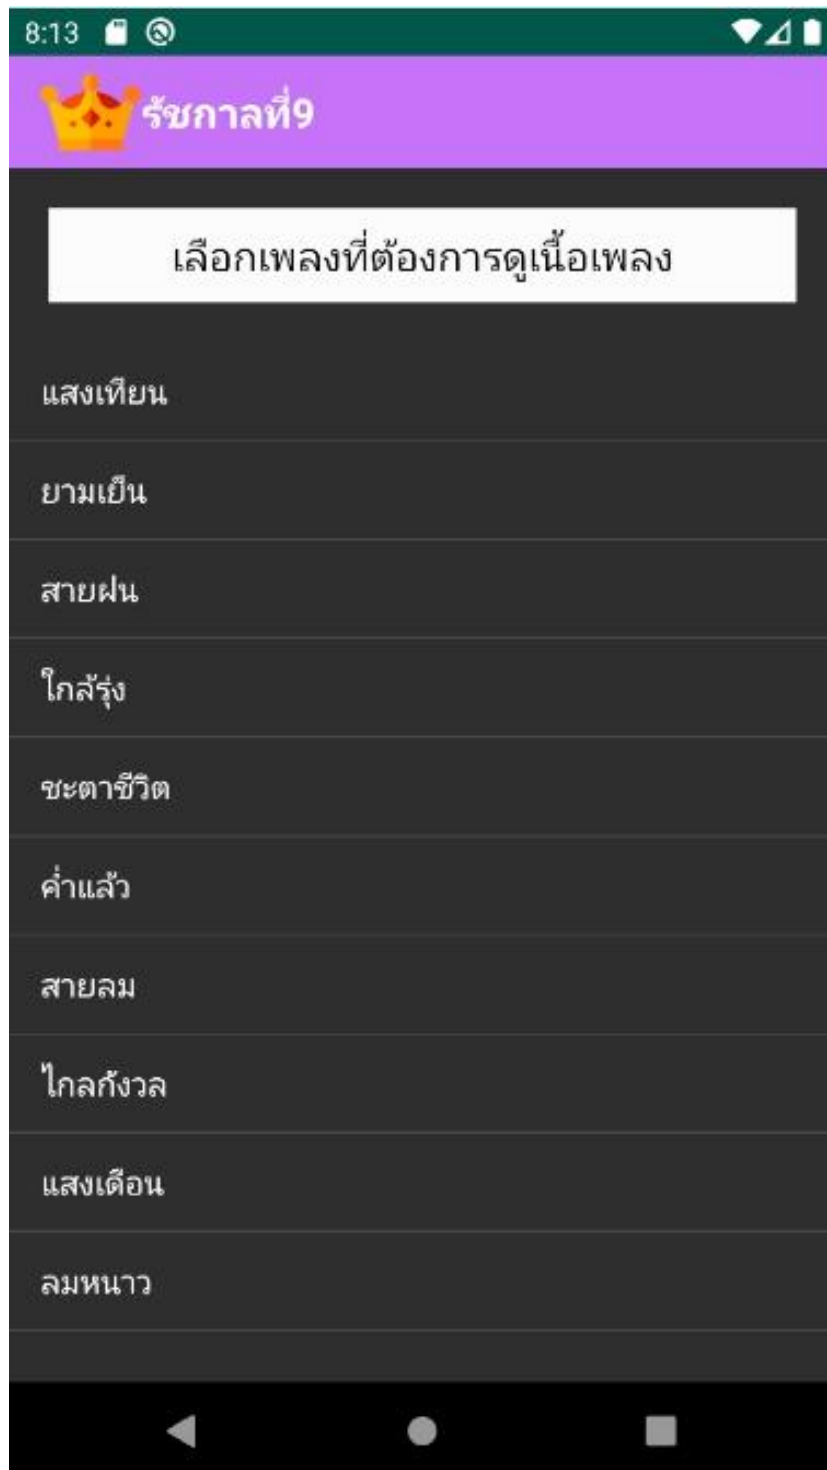 8:13
รัชกาลที่9
เลือกเพลงที่ต้องการดูเนื้อเพลง
แสงเทียน
ยามเย็น
สายฝน
ใกล้รุ่ง
ชะตาชีวิต
ค่ำแล้ว
สายลม
ไกลกังวล
แสงเดือน
ลมหนาว